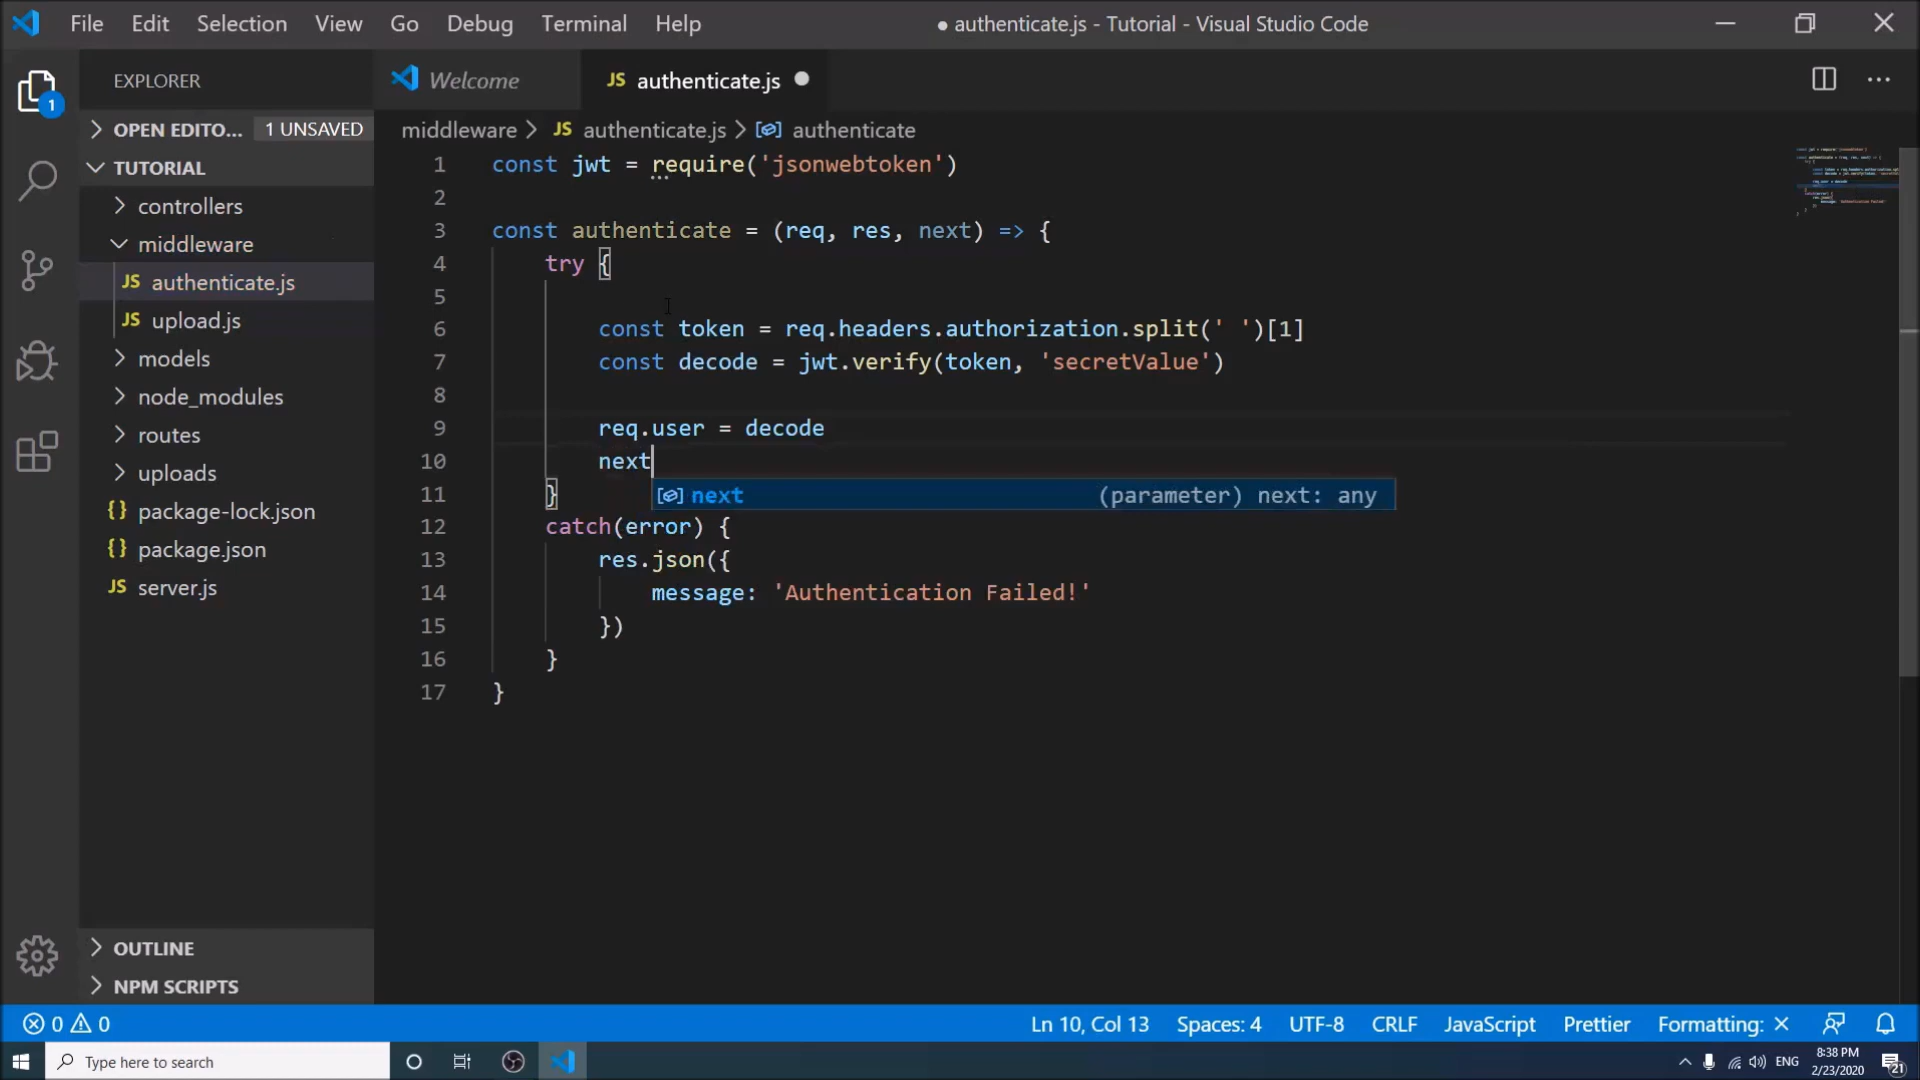 File Edit Selection View Go Debug Terminal Help
● authenticate.js - Tutorial - Visual Studio Code
EXPLORER
Welcome
JS authenticate.js
OPEN EDITO... 1 UNSAVED
middleware > JS authenticate.js > authenticate
TUTORIAL
controllers
middleware
JS authenticate.js
JS upload.js
models
node_modules
routes
uploads
{} package-lock.json
{} package.json
JS server.js
OUTLINE
NPM SCRIPTS
1
1 const jwt = require('jsonwebtoken')
2
3 const authenticate = (req, res, next) => {
4 try {
5
6 const token = req.headers.authorization.split(' ')[1]
7 const decode = jwt.verify(token, 'secretValue')
8
9 req.user = decode
10 next
next (parameter) next: any
11 }
12 catch(error) {
13 res.json({
14 message: 'Authentication Failed!'
15 })
16 }
17 }
0 0 Ln 10, Col 13 Spaces: 4 UTF-8 CRLF JavaScript Prettier Formatting: ✕
Type here to search
ENG
8:38 PM
2/23/2020
21